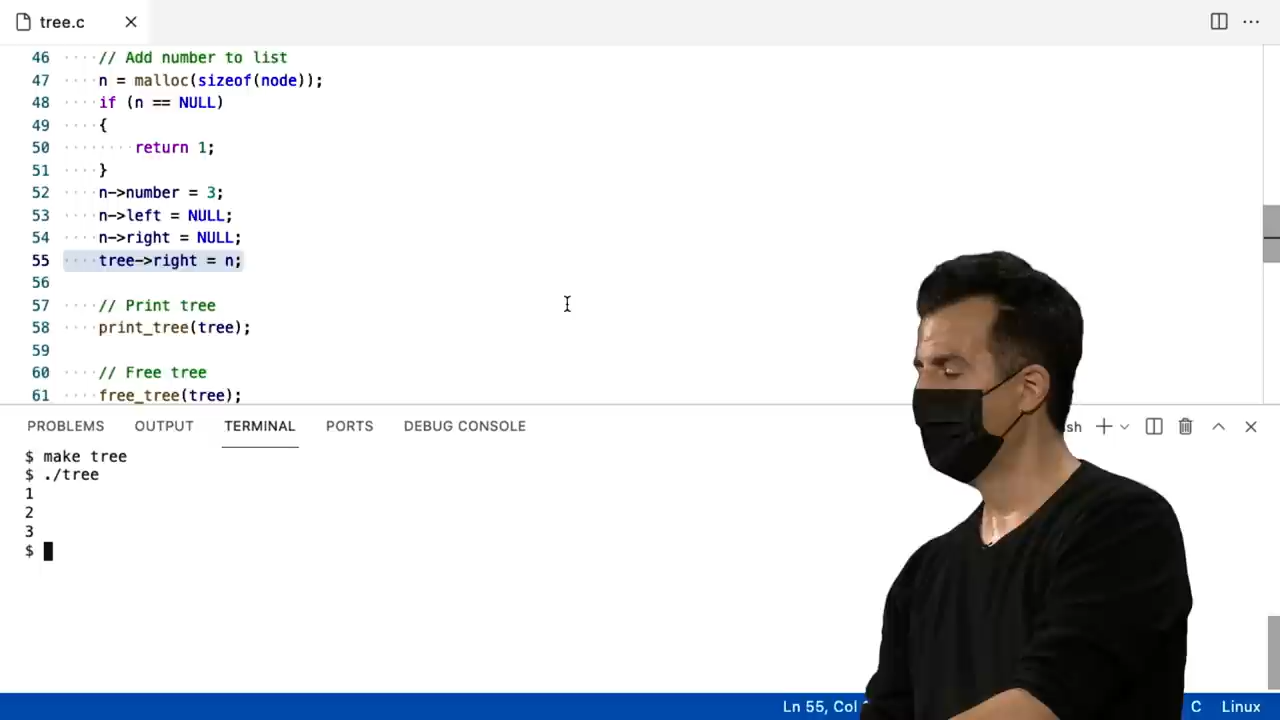 tree.c
46 // Add number to list
47 n = malloc(sizeof(node));
48 if (n == NULL)
49 {
50 return 1;
51 }
52 n->number = 3;
53 n->left = NULL;
54 n->right = NULL;
55 tree->right = n;
56
57 // Print tree
58 print_tree(tree);
59
60 // Free tree
61 free_tree(tree);
PROBLEMS OUTPUT TERMINAL PORTS DEBUG CONSOLE
$ make tree
$ ./tree
1
2
3
$
Ln 55, Col C Linux